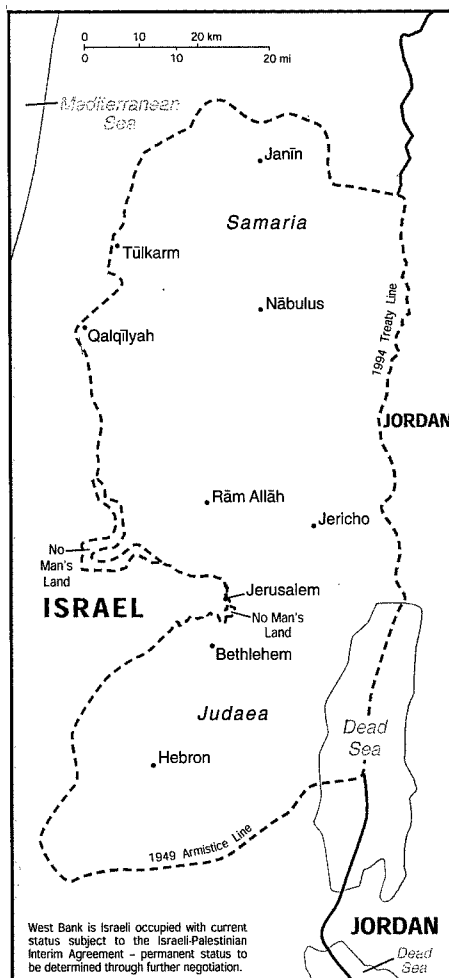 0 10 20 km
0 10 20 mi
Mediterranean
Sea
Janīn
Samaria
Tūlkarm
Nābulus
Qalqīlyah
1994 Treaty Line
JORDAN
Rām Allāh
Jericho
No
Man's
Land
ISRAEL
Jerusalem
No Man's
Land
Bethlehem
Judaea
Dead
Sea
Hebron
1949 Armistice Line
West Bank is Israeli occupied with current
status subject to the Israeli-Palestinian
Interim Agreement – permanent status to
be determined through further negotiation.
JORDAN
Dead
Sea